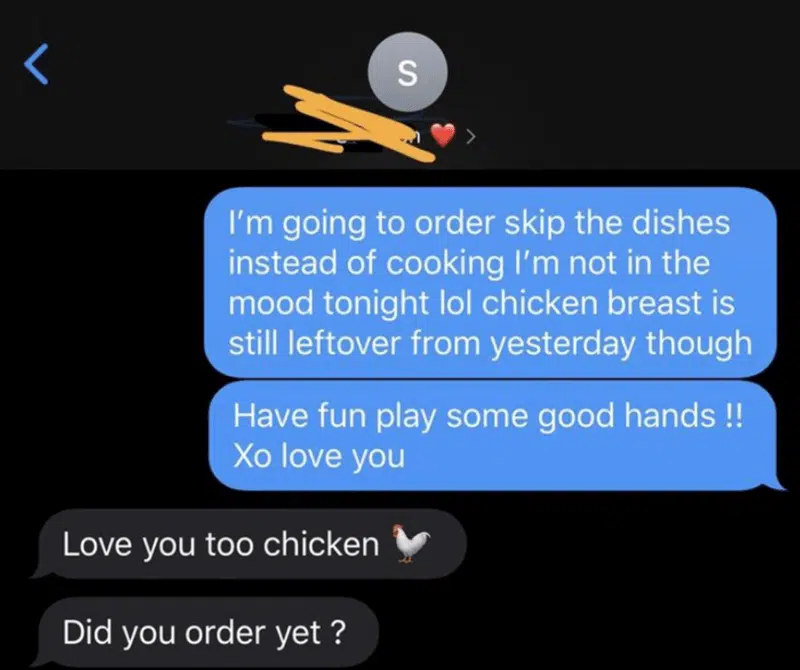 S
I'm going to order skip the dishes
instead of cooking I'm not in the
mood tonight lol chicken breast is
still leftover from yesterday though
Have fun play some good hands !!
Xo love you
Love you too chicken 🐓
Did you order yet ?